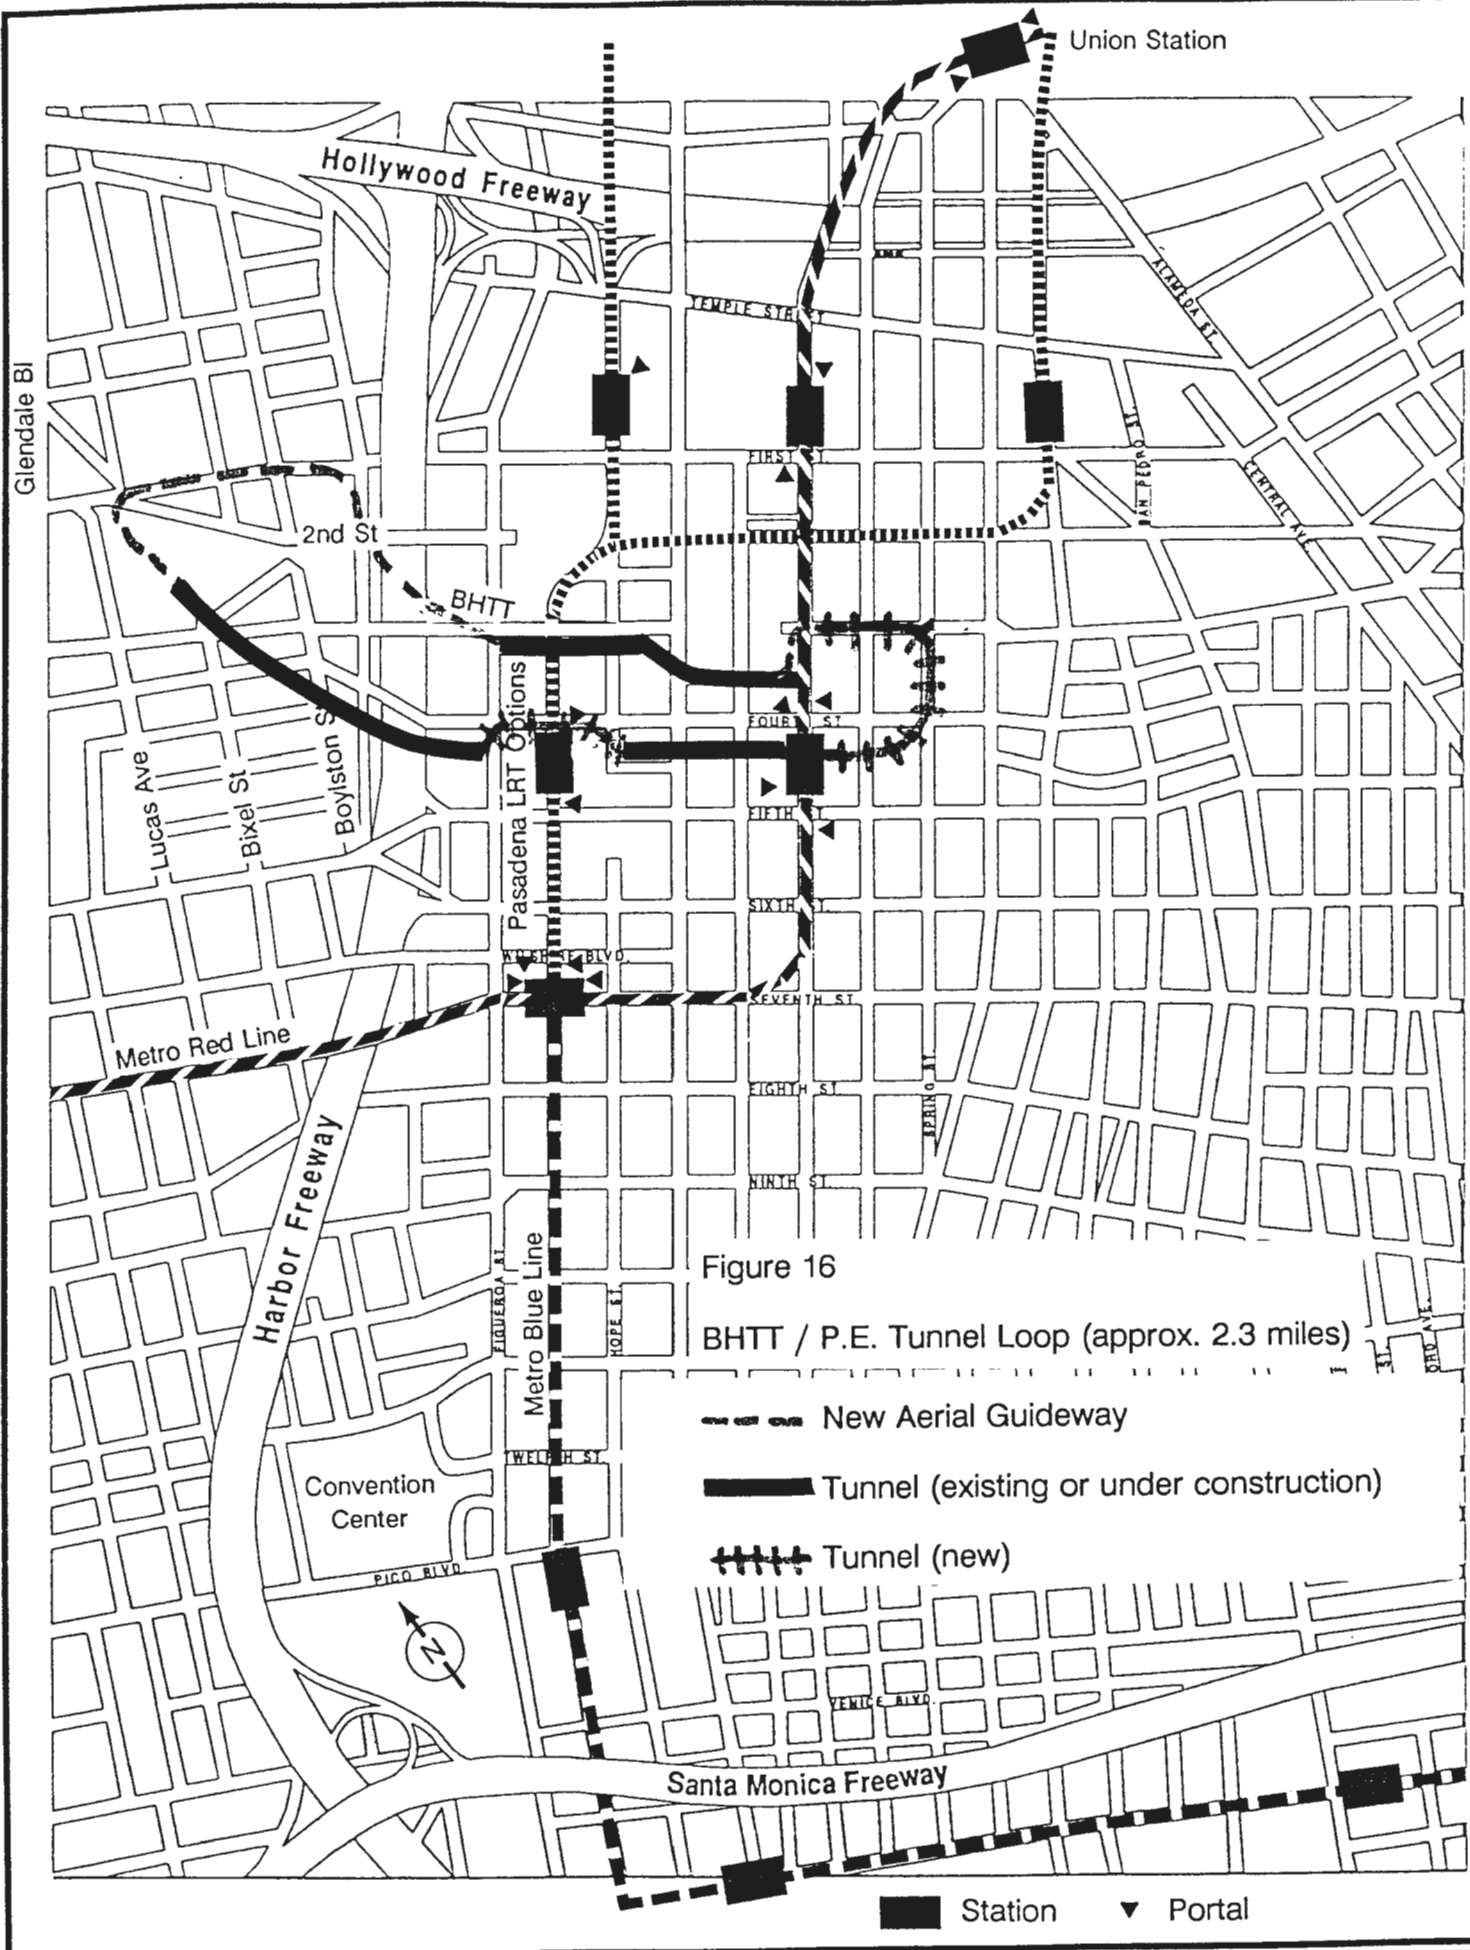 Union Station
Hollywood Freeway
TEMPLE STREET
ALAMEDA ST.
Glendale Bl
FIRST ST.
SAN PEDRO ST.
CENTRAL AVE.
2nd St
BHTT
Pasadena LRT Options
FOURTH ST.
Lucas Ave
Bixel St
Boylston St
FIFTH ST.
SIXTH ST.
WILSHIRE BLVD.
SEVENTH ST.
Metro Red Line
EIGHTH ST.
SPRING ST.
Harbor Freeway
NINTH ST.
FIGUEROA ST.
Metro Blue Line
HOPE ST.
Figure 16
BHTT / P.E. Tunnel Loop (approx. 2.3 miles)
ST.
New Aerial Guideway
TWELFTH ST.
Convention
Center
Tunnel (existing or under construction)
Tunnel (new)
PICO BLVD.
N
VENICE BLVD.
Santa Monica Freeway
Station
Portal